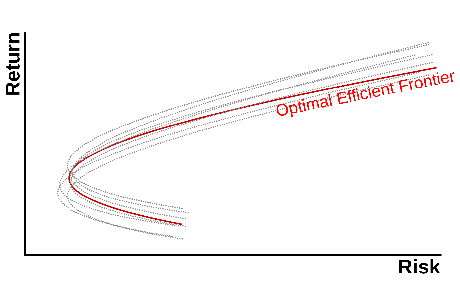 Return
Optimal Efficient Frontier
Risk